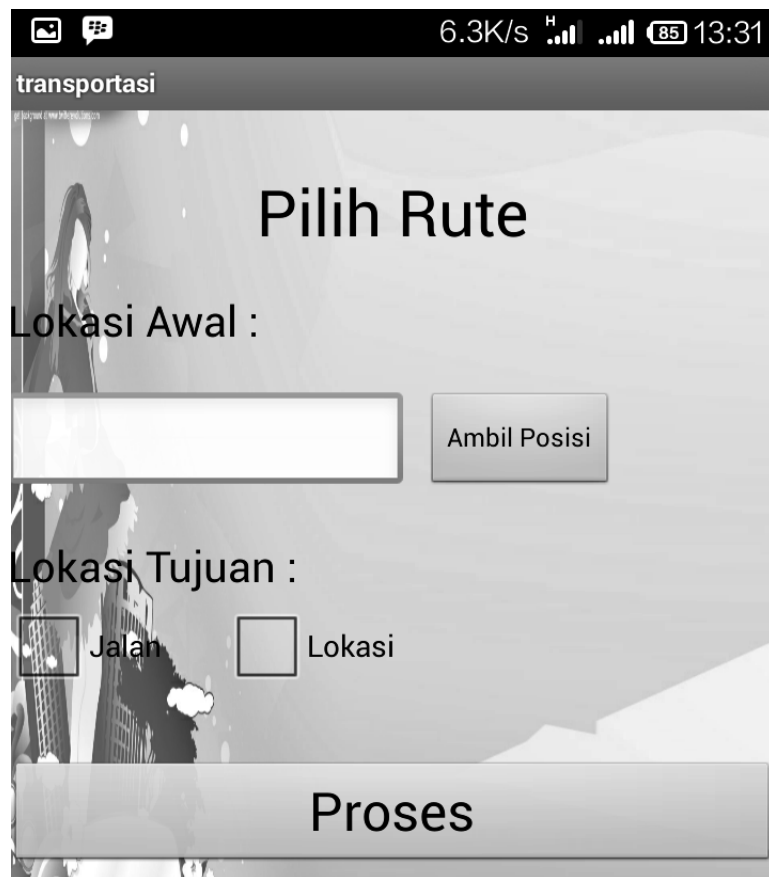 6.3K/s H 85 13:31
transportasi
Pilih Rute
Lokasi Awal :
Ambil Posisi
Lokasi Tujuan :
Jalan Lokasi
Proses